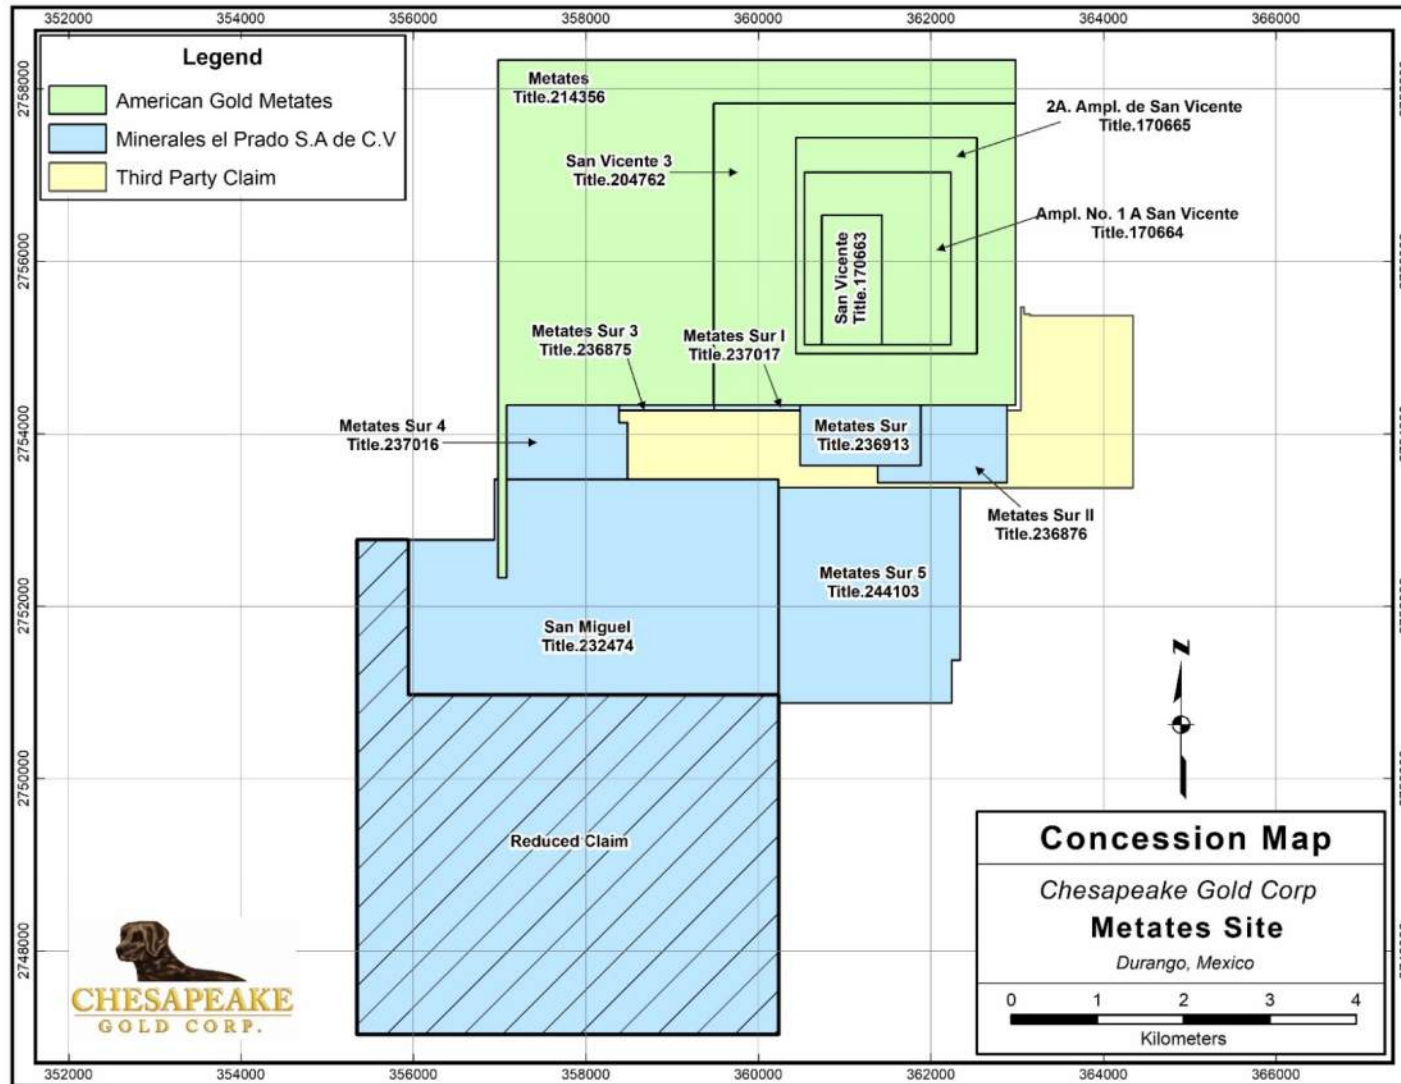 352000 354000 356000 358000 360000 362000 364000 366000
Legend
American Gold Metates
Minerales el Prado S.A de C.V
Third Party Claim
Metates
Title.214356
2A. Ampl. de San Vicente
Title.170665
San Vicente 3
Title.204762
Ampl. No. 1 A San Vicente
Title.170664
San Vicente
Title.170663
Metates Sur 3
Title.236875
Metates Sur I
Title.237017
Metates Sur 4
Title.237016
Metates Sur
Title.236913
Metates Sur II
Title.236876
Metates Sur 5
Title.244103
San Miguel
Title.232474
Reduced Claim
2758000
2756000
2754000
2752000
2750000
2748000
N
CHESAPEAKE
GOLD CORP.
Concession Map
Chesapeake Gold Corp
Metates Site
Durango, Mexico
0 1 2 3 4
Kilometers
352000 354000 356000 358000 360000 362000 364000 366000